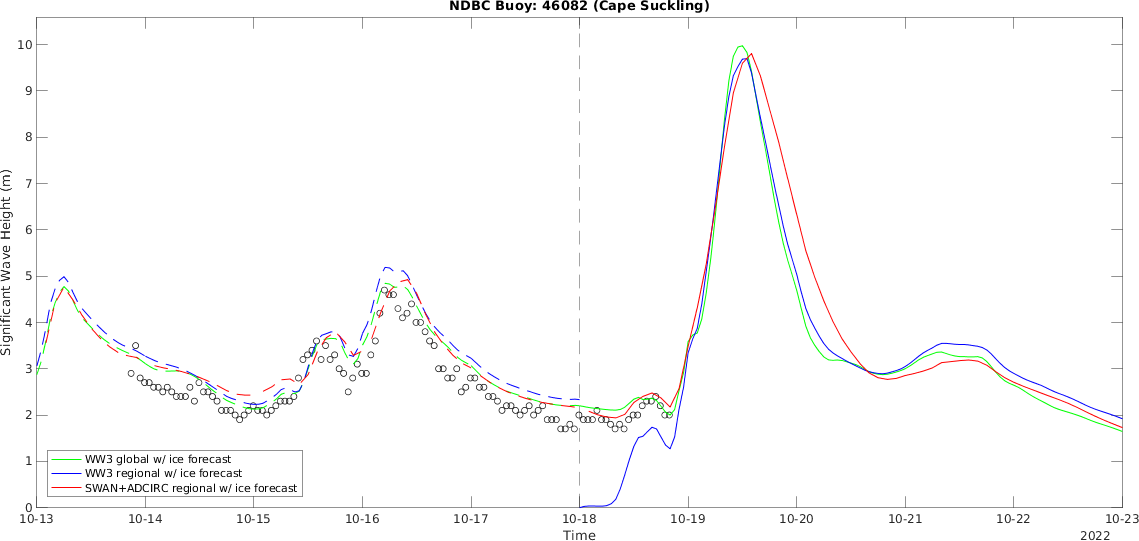 NDBC Buoy: 46082 (Cape Suckling)
Significant Wave Height (m)
10
9
8
7
6
5
4
3
2
1
0
WW3 global w/ ice forecast
WW3 regional w/ ice forecast
SWAN+ADCIRC regional w/ ice forecast
10-13 10-14 10-15 10-16 10-17 10-18 10-19 10-20 10-21 10-22 10-23
Time
2022